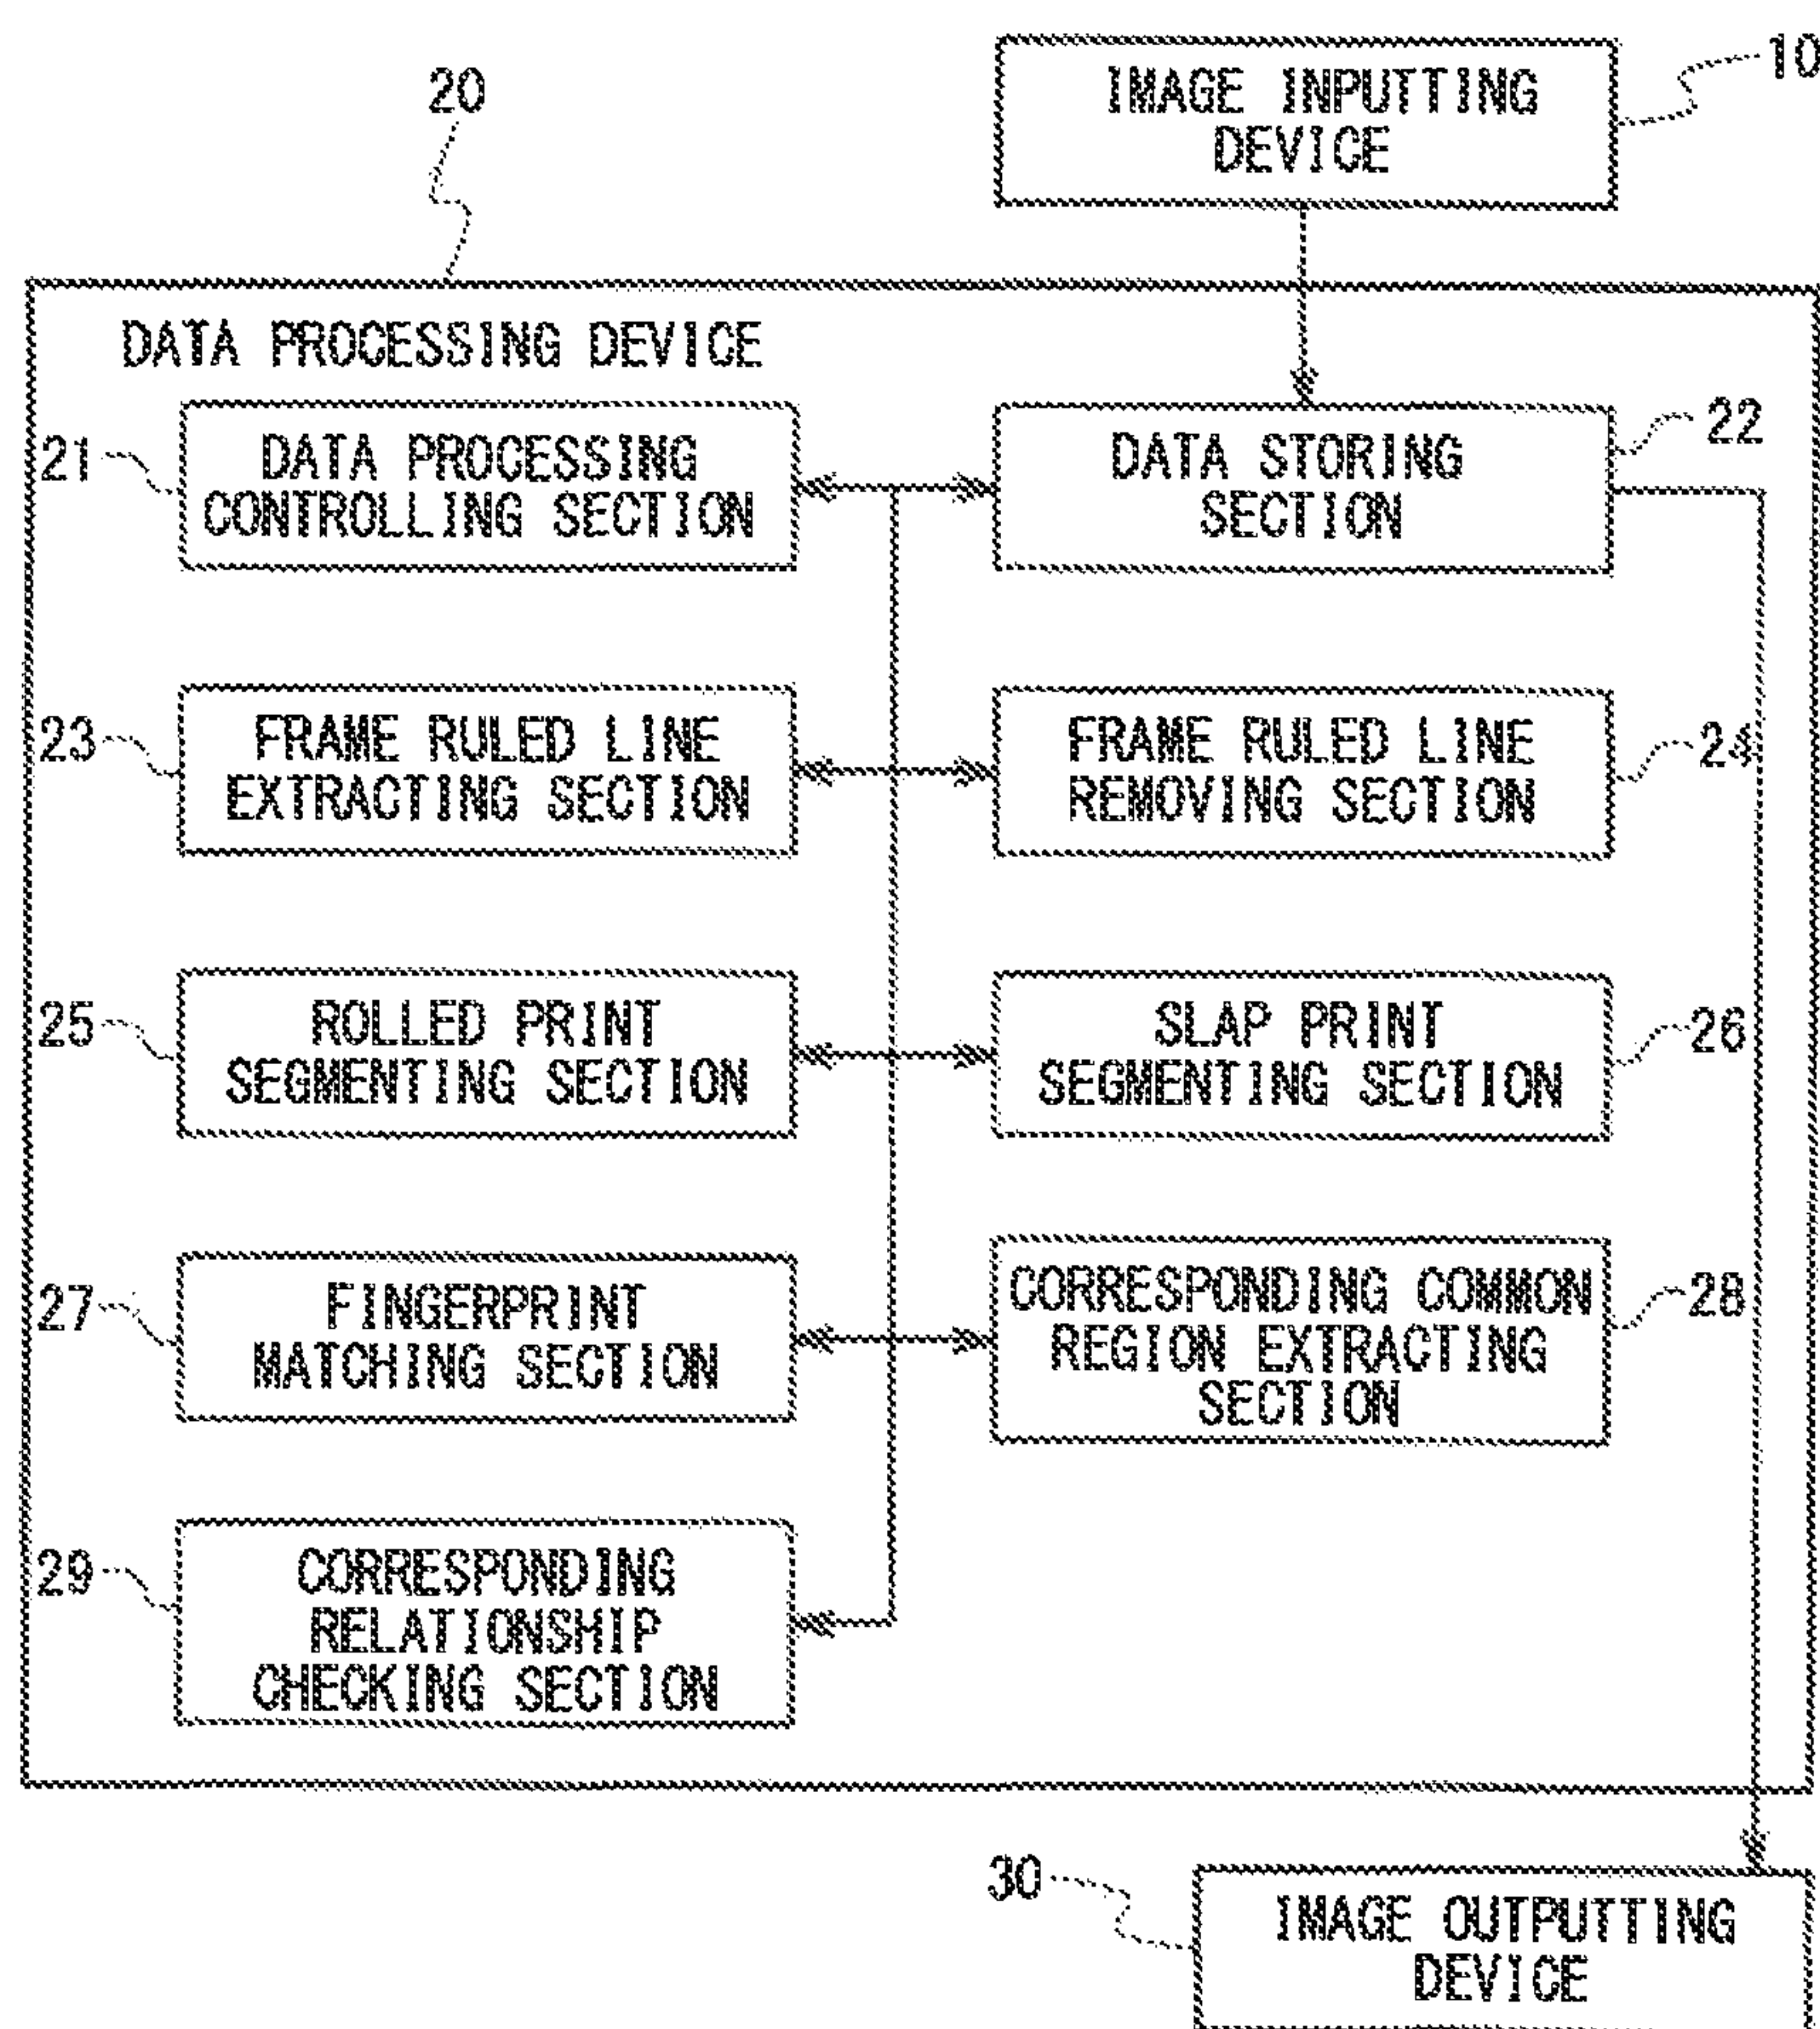 10
IMAGE INPUTTING
DEVICE
20
DATA PROCESSING DEVICE
21
DATA PROCESSING
CONTROLLING SECTION
22
DATA STORING
SECTION
23
FRAME RULED LINE
EXTRACTING SECTION
24
FRAME RULED LINE
REMOVING SECTION
25
ROLLED PRINT
SEGMENTING SECTION
26
SLAP PRINT
SEGMENTING SECTION
27
FINGERPRINT
MATCHING SECTION
28
CORRESPONDING COMMON
REGION EXTRACTING
SECTION
29
CORRESPONDING
RELATIONSHIP
CHECKING SECTION
30
IMAGE OUTPUTTING
DEVICE